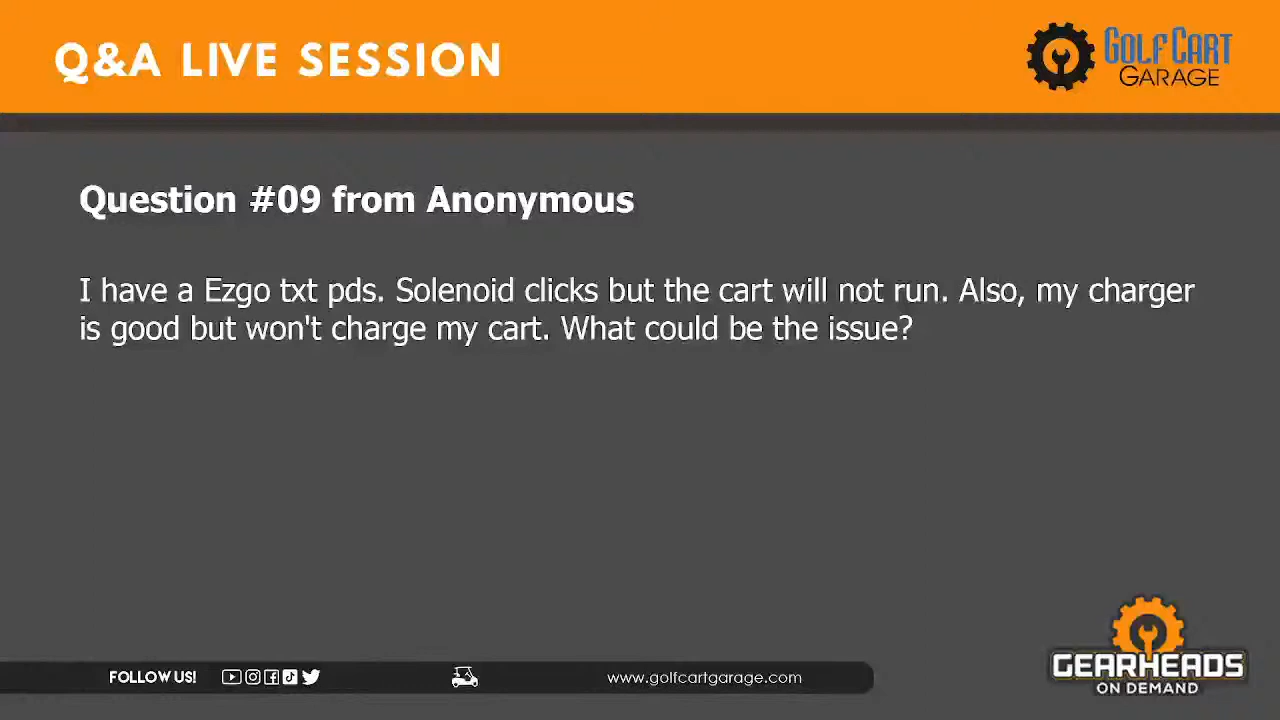 Q&A LIVE SESSION
GOLF CART
GARAGE
Question #09 from Anonymous
I have a Ezgo txt pds. Solenoid clicks but the cart will not run. Also, my charger
is good but won't charge my cart. What could be the issue?
GEARHEADS
ON DEMAND
FOLLOW US!
www.golfcartgarage.com